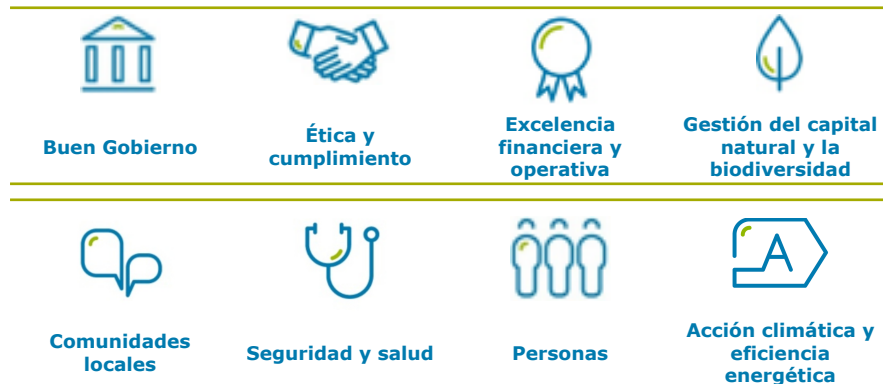 Buen Gobierno
Ética y
cumplimiento
Excelencia
financiera y
operativa
Gestión del capital
natural y la
biodiversidad
Comunidades
locales
Seguridad y salud
Personas
A
Acción climática y
eficiencia
energética